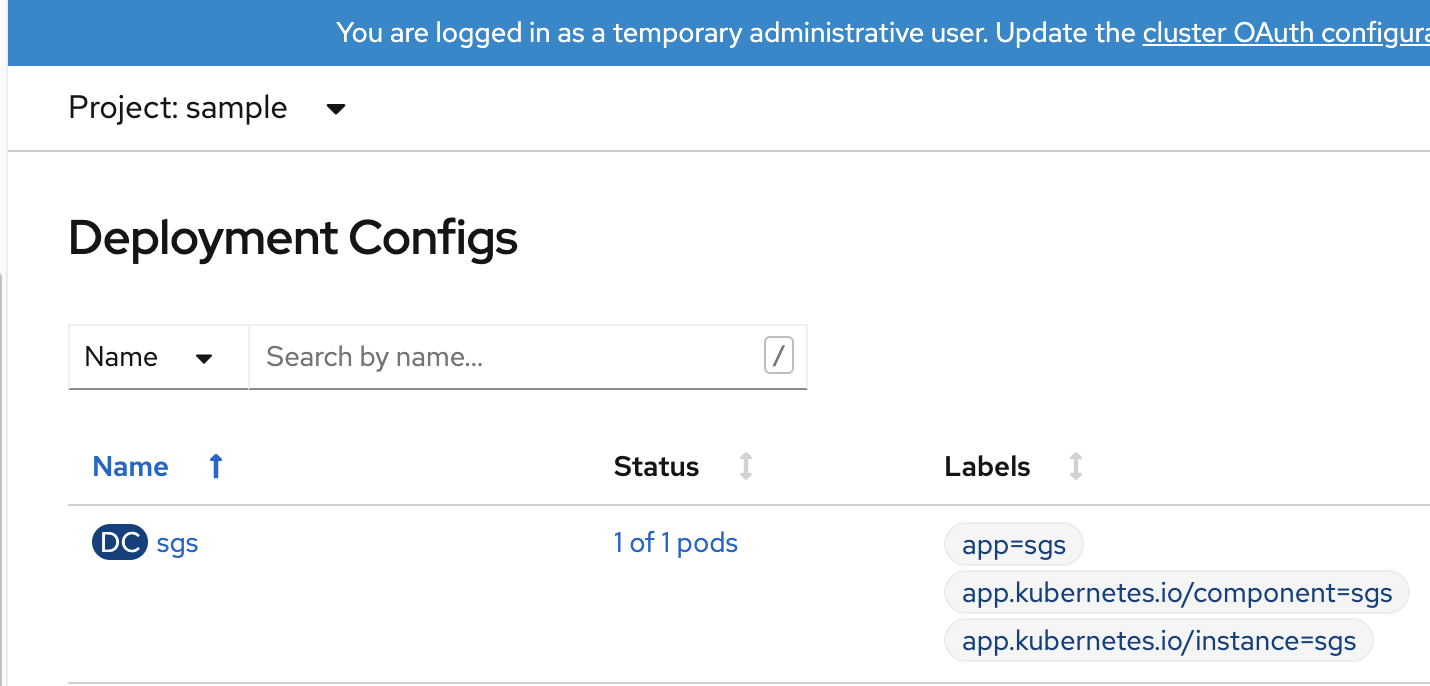 You are logged in as a temporary administrative user. Update the cluster OAuth
Project: sample
Deployment Configs
Name Search by name... /
Name Status Labels
DC sgs 1 of 1 pods app=sgs
app.kubernetes.io/component=sgs
app.kubernetes.io/instance=sgs